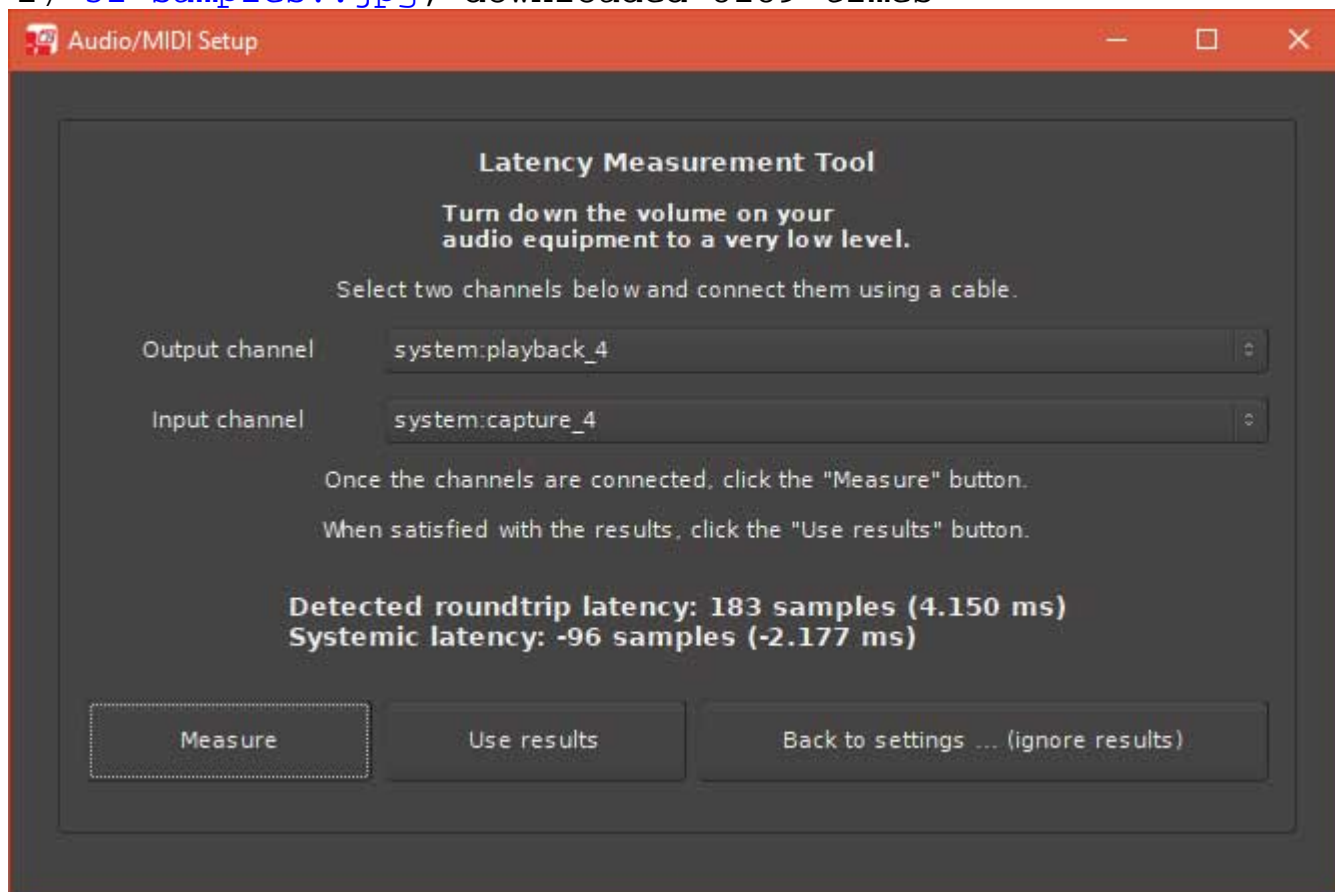 Audio/MIDI Setup
Latency Measurement Tool
Turn down the volume on your
audio equipment to a very low level.
Select two channels below and connect them using a cable.
Output channel system:playback_4
Input channel system:capture_4
Once the channels are connected, click the "Measure" button.
When satisfied with the results, click the "Use results" button.
Detected roundtrip latency: 183 samples (4.150 ms)
Systemic latency: -96 samples (-2.177 ms)
Measure Use results Back to settings ... (ignore results)